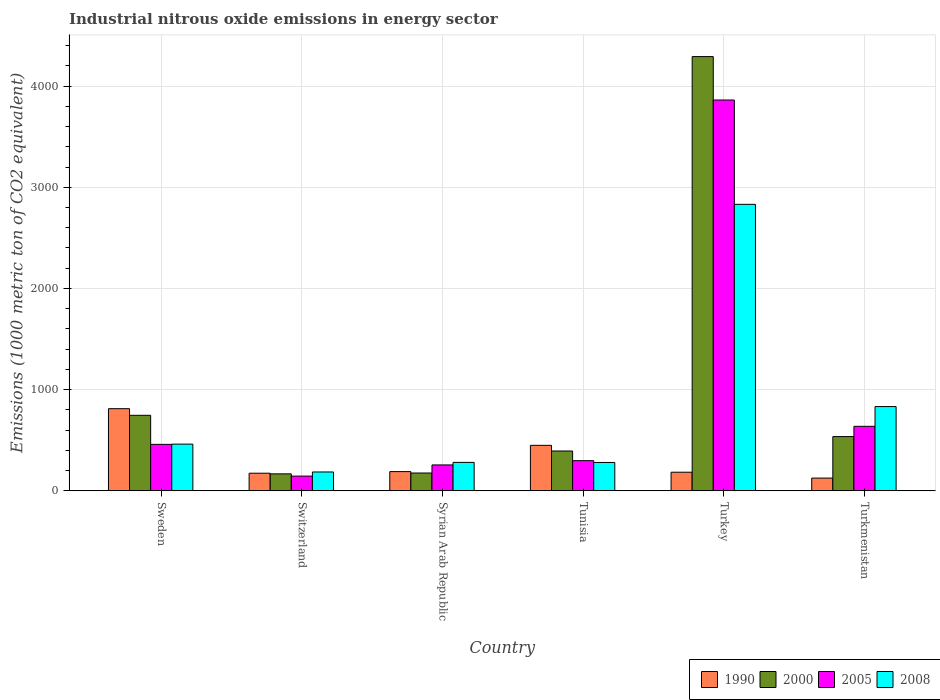 Industrial nitrous oxide emissions in energy sector
Emissions (1000 metric ton of CO2 equivalent)
4000
3000
2000
1000
0
Sweden
Switzerland
Syrian Arab Republic
Tunisia
Turkey
Turkmenistan
Country
1990
2000
2005
2008